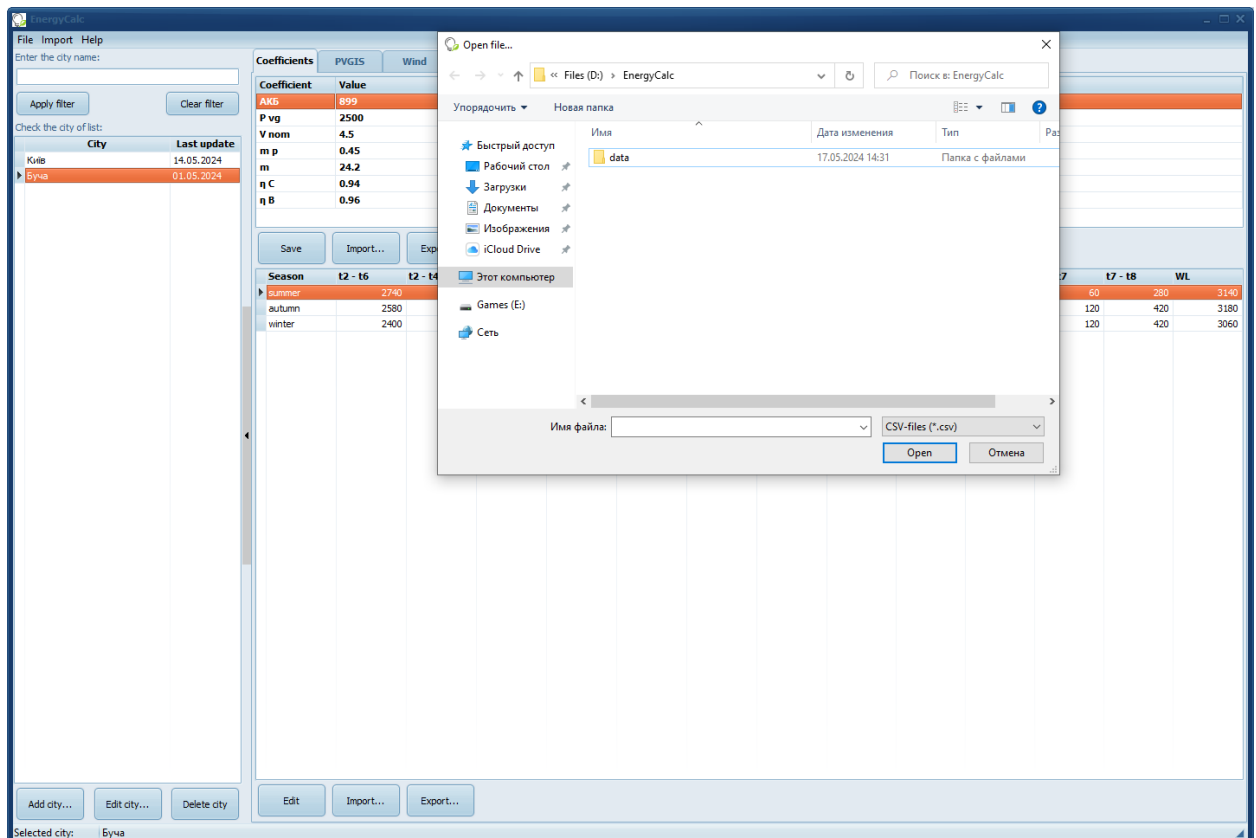 EnergyCalc
File Import Help
Enter the city name:
Apply filter Clear filter
Check the city of list:
City Last update
Київ 14.05.2024
Буча 01.05.2024
Add city... Edit city... Delete city
Selected city: Буча
Coefficients PVGIS Wind
Coefficient Value
АКБ 899
P vg 2500
V nom 4.5
m p 0.45
m 24.2
η C 0.94
η B 0.96
Save Import... Exp
Season t2 - t6 t2 - t4 7 t7 - t8 WL
summer 2740 60 280 3140
autumn 2580 120 420 3180
winter 2400 120 420 3060
Edit Import... Export...
Open file...
« Files (D:) › EnergyCalc
Поиск в: EnergyCalc
Упорядочить Новая папка
Имя Дата изменения Тип Раз
data 17.05.2024 14:31 Папка с файлами
Быстрый доступ
Рабочий стол
Загрузки
Документы
Изображения
iCloud Drive
Этот компьютер
Games (E:)
Сеть
Имя файла: CSV-files (*.csv)
Open Отмена